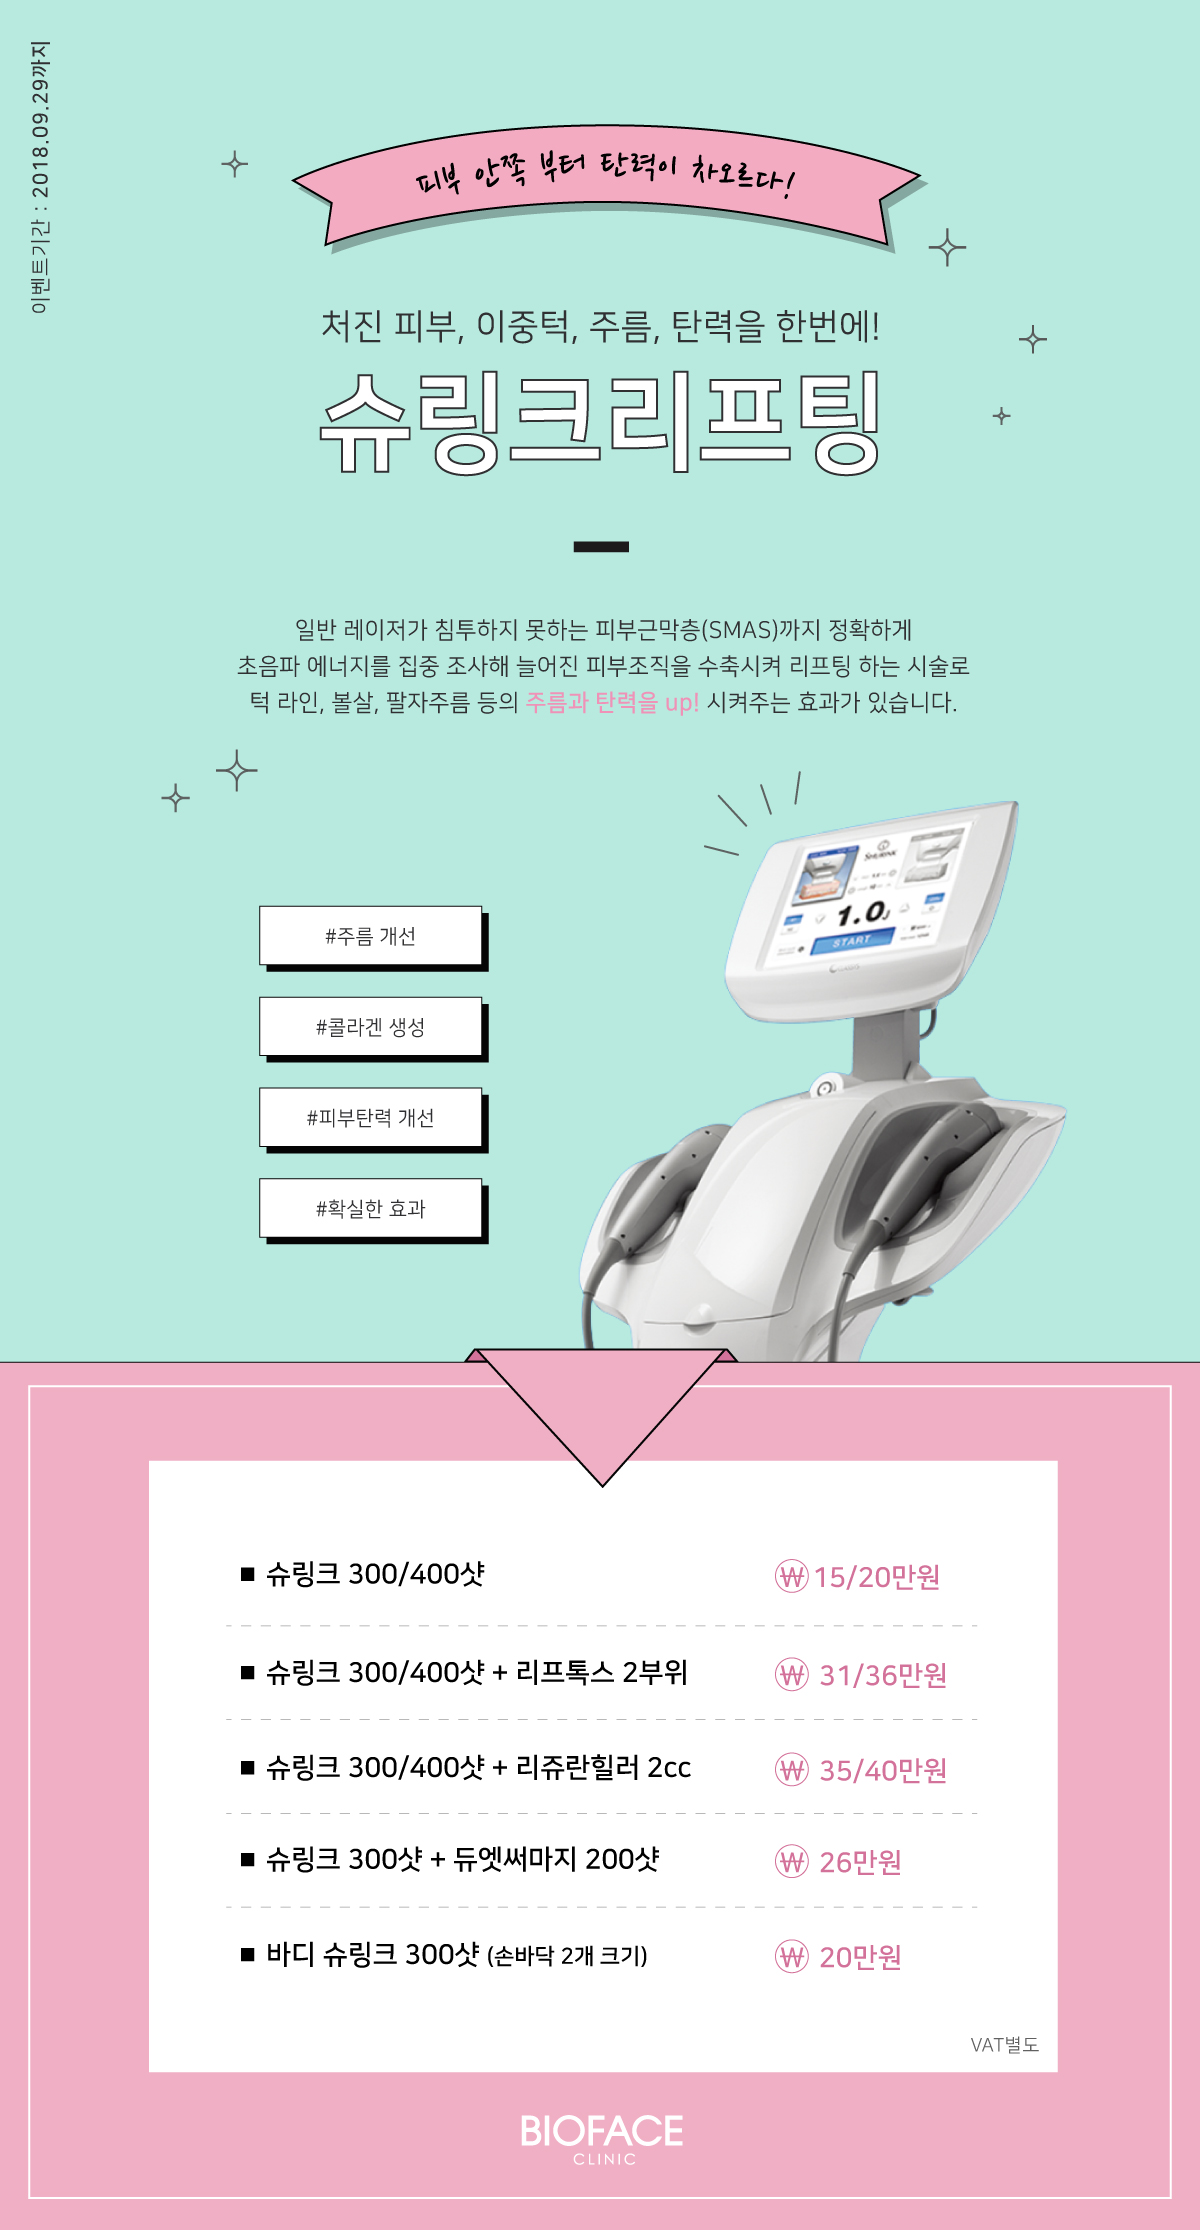 이벤트기간 : 2018.09.29까지
피부 안쪽 부터 탄력이 차오르다!
처진 피부, 이중턱, 주름, 탄력을 한번에!
슈링크리프팅
일반 레이저가 침투하지 못하는 피부근막층(SMAS)까지 정확하게
초음파 에너지를 집중 조사해 늘어진 피부조직을 수축시켜 리프팅 하는 시술로
턱 라인, 볼살, 팔자주름 등의 주름과 탄력을 up! 시켜주는 효과가 있습니다.
SHURINK
1.0J
START
#주름 개선
#콜라겐 생성
#피부탄력 개선
#확실한 효과
■ 슈링크 300/400샷 ₩ 15/20만원
■ 슈링크 300/400샷 + 리프톡스 2부위 ₩ 31/36만원
■ 슈링크 300/400샷 + 리쥬란힐러 2cc ₩ 35/40만원
■ 슈링크 300샷 + 듀엣써마지 200샷 ₩ 26만원
■ 바디 슈링크 300샷 (손바닥 2개 크기) ₩ 20만원
VAT별도
BIOFACE
CLINIC